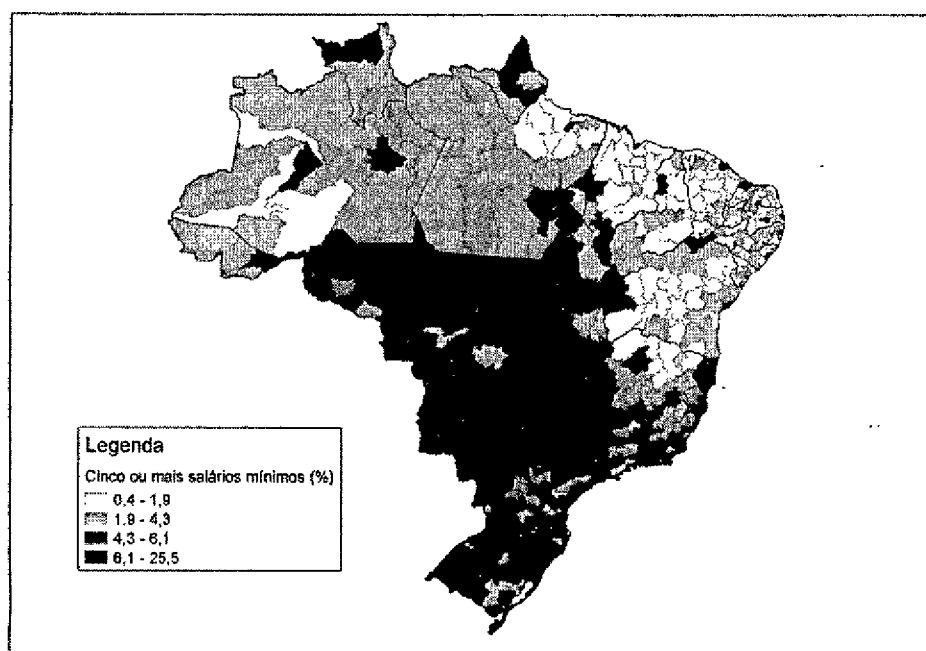 Legenda
Cinco ou mais salários mínimos (%)
0,4 - 1,9
1,9 - 4,3
4,3 - 6,1
6,1 - 25,5